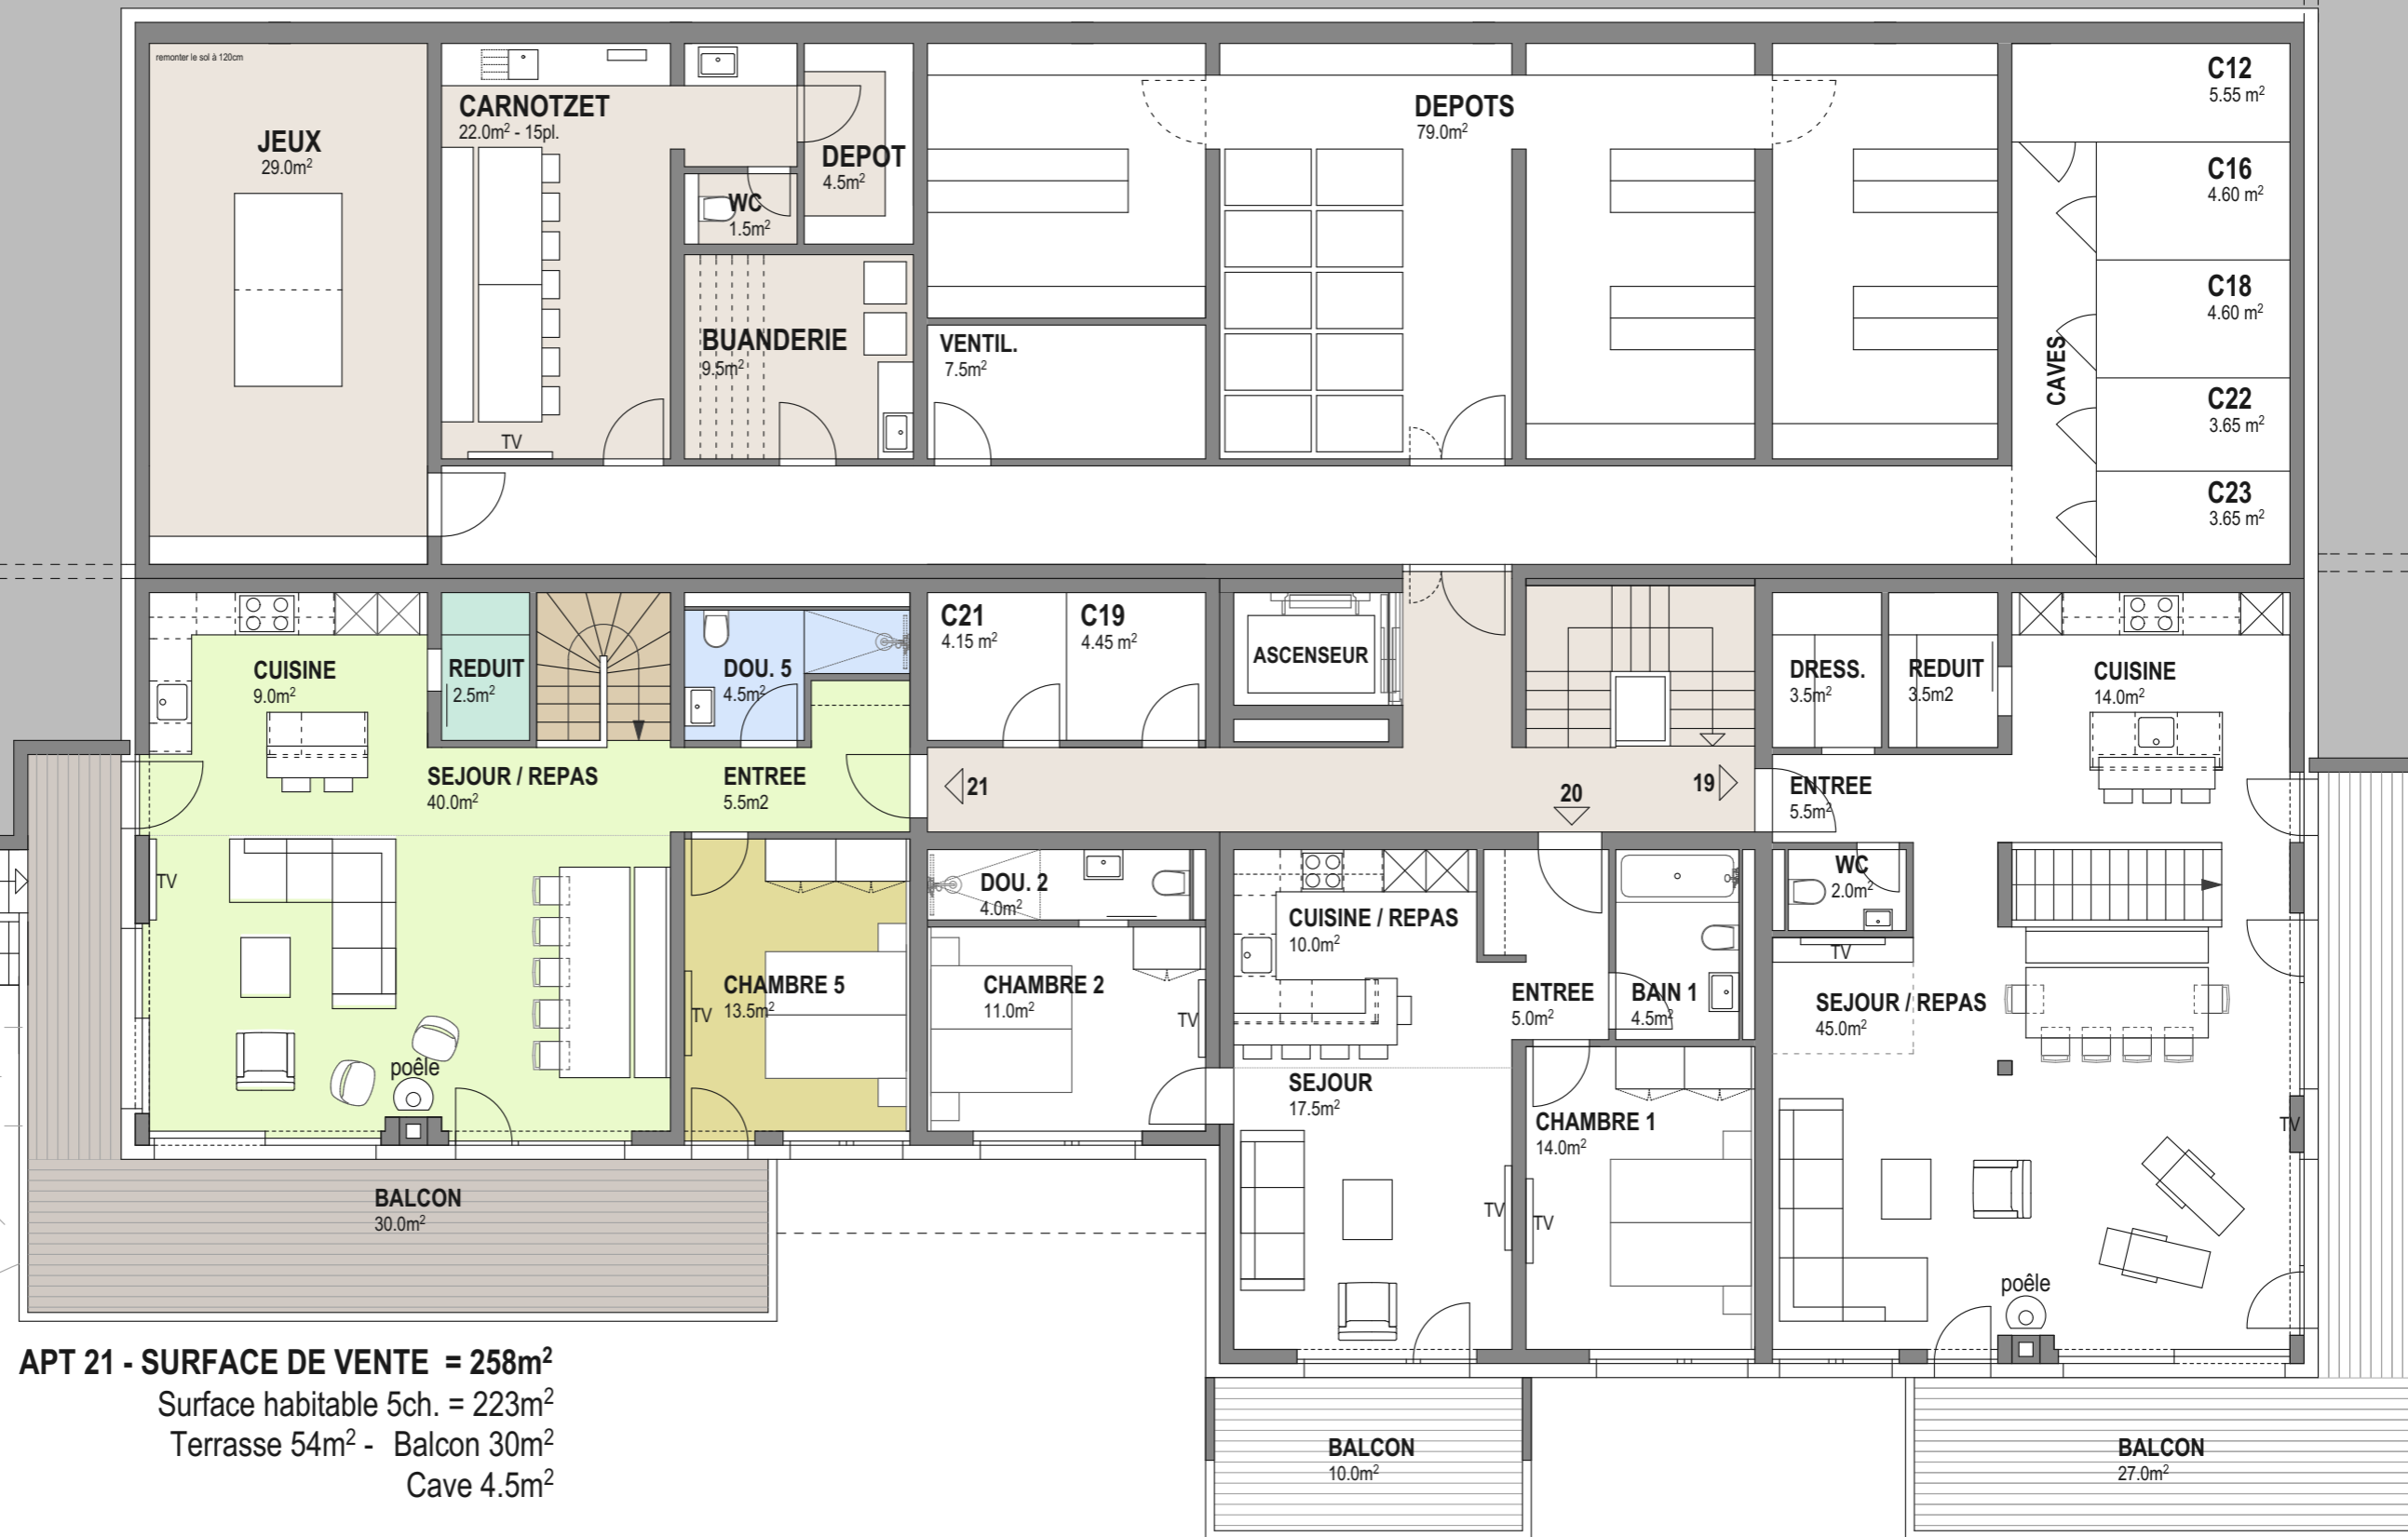 remonter le sol à 120cm
JEUX
29.0m²
CARNOTZET
22.0m² - 15pl.
TV
WC
1.5m²
DEPOT
4.5m²
BUANDERIE
9.5m²
VENTIL.
7.5m²
DEPOTS
79.0m²
CAVES
C12
5.55 m²
C16
4.60 m²
C18
4.60 m²
C22
3.65 m²
C23
3.65 m²
CUISINE
9.0m²
REDUIT
2.5m²
DOU. 5
4.5m²
C21
4.15 m²
C19
4.45 m²
ASCENSEUR
DRESS.
3.5m²
REDUIT
3.5m2
CUISINE
14.0m²
SEJOUR / REPAS
40.0m²
ENTREE
5.5m2
21
20
19
ENTREE
5.5m²
TV
poêle
CHAMBRE 5
13.5m²
TV
DOU. 2
4.0m²
CHAMBRE 2
11.0m²
TV
CUISINE / REPAS
10.0m²
ENTREE
5.0m²
BAIN 1
4.5m²
WC
2.0m²
TV
SEJOUR / REPAS
45.0m²
SEJOUR
17.5m²
TV
CHAMBRE 1
14.0m²
TV
TV
poêle
BALCON
30.0m²
BALCON
10.0m²
BALCON
27.0m²
APT 21 - SURFACE DE VENTE = 258m²
Surface habitable 5ch. = 223m²
Terrasse 54m² - Balcon 30m²
Cave 4.5m²